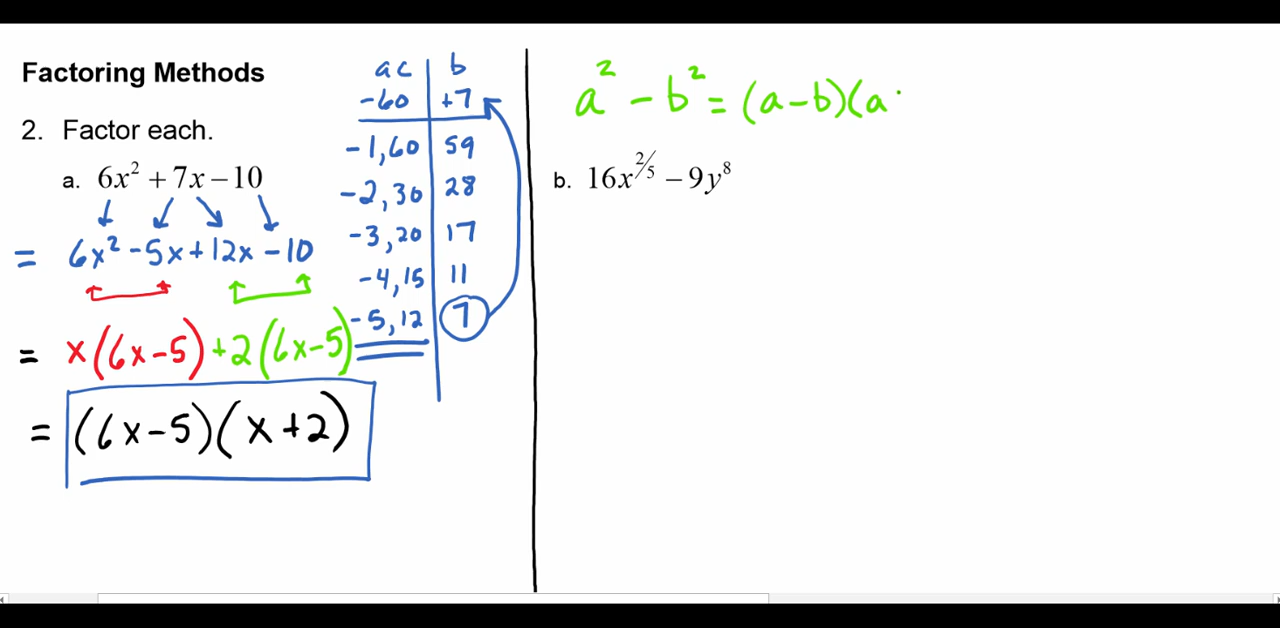 Factoring Methods
2. Factor each.
a. 6x² + 7x − 10
= 6x² - 5x + 12x - 10
= x(6x-5) + 2(6x-5)
= (6x-5)(x+2)
ac | b
-60 | +7
-1,60 | 59
-2,30 | 28
-3,20 | 17
-4,15 | 11
-5,12 | 7
a² - b² = (a-b)(a
b. 16x^(2/5) − 9y⁸